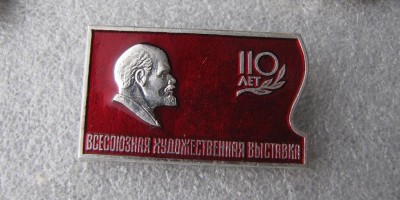 110
ЛЕТ
ВСЕСОЮЗНАЯ ХУДОЖЕСТВЕННАЯ ВЫСТАВКА